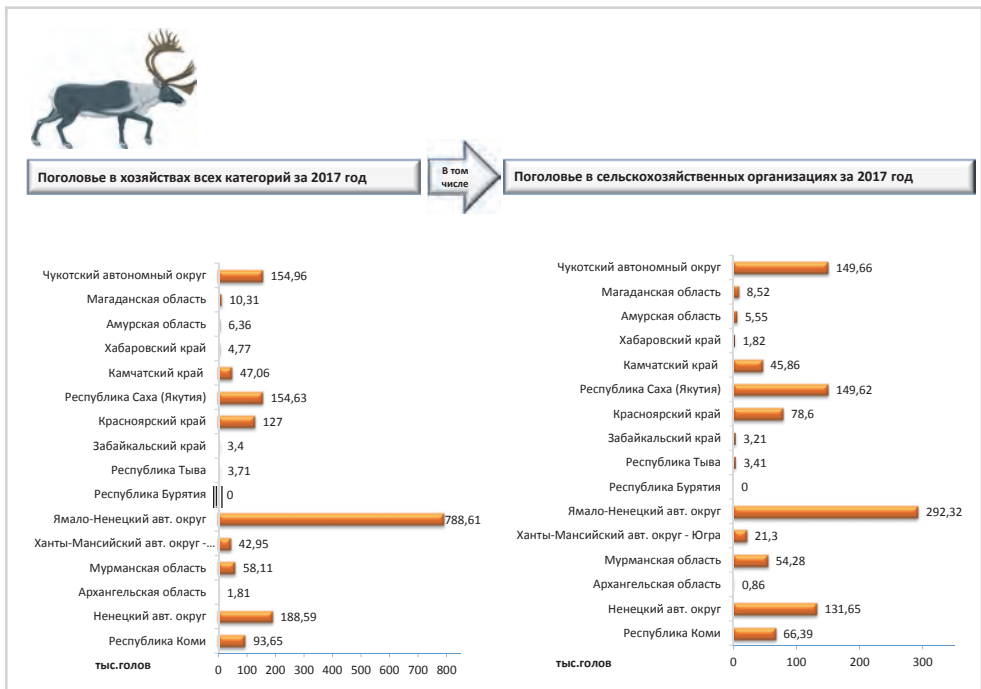 Поголовье в хозяйствах всех категорий за 2017 год
В том
числе
Поголовье в сельскохозяйственных организациях за 2017 год
Чукотский автономный округ 154,96
Магаданская область 10,31
Амурская область 6,36
Хабаровский край 4,77
Камчатский край 47,06
Республика Саха (Якутия) 154,63
Красноярский край 127
Забайкальский край 3,4
Республика Тыва 3,71
Республика Бурятия 0
Ямало-Ненецкий авт. округ 788,61
Ханты-Мансийский авт. округ -... 42,95
Мурманская область 58,11
Архангельская область 1,81
Ненецкий авт. округ 188,59
Республика Коми 93,65
тыс.голов
0 100 200 300 400 500 600 700 800
Чукотский автономный округ 149,66
Магаданская область 8,52
Амурская область 5,55
Хабаровский край 1,82
Камчатский край 45,86
Республика Саха (Якутия) 149,62
Красноярский край 78,6
Забайкальский край 3,21
Республика Тыва 3,41
Республика Бурятия 0
Ямало-Ненецкий авт. округ 292,32
Ханты-Мансийский авт. округ - Югра 21,3
Мурманская область 54,28
Архангельская область 0,86
Ненецкий авт. округ 131,65
Республика Коми 66,39
тыс.голов
0 100 200 300